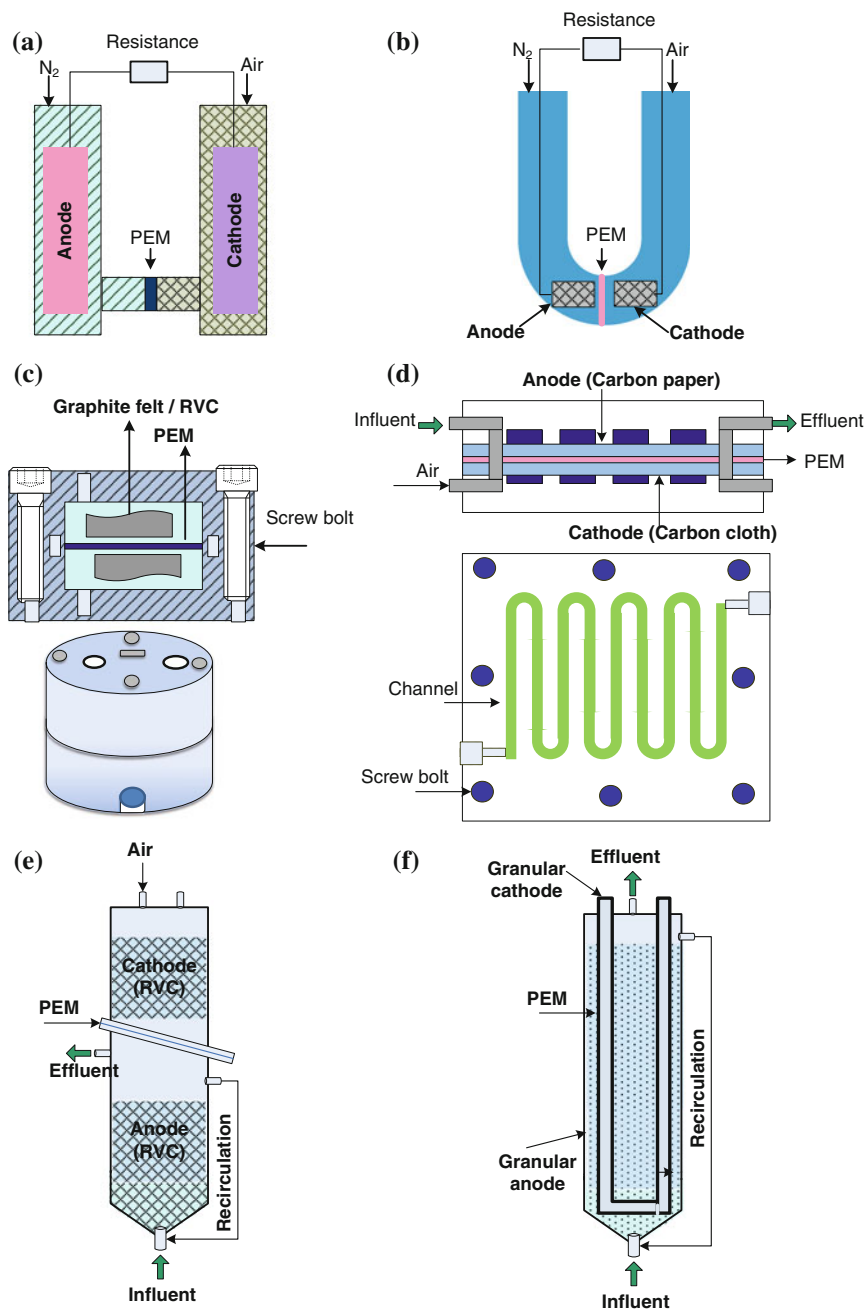 (a)
Resistance
N2
Air
Anode
Cathode
PEM
(b)
Resistance
N2
Air
PEM
Anode
Cathode
(c)
Graphite felt / RVC
PEM
Screw bolt
(d)
Anode (Carbon paper)
Influent
Effluent
PEM
Air
Cathode (Carbon cloth)
Channel
Screw bolt
(e)
Air
Cathode
(RVC)
PEM
Effluent
Anode
(RVC)
Recirculation
Influent
(f)
Effluent
Granular
cathode
PEM
Granular
anode
Recirculation
Influent